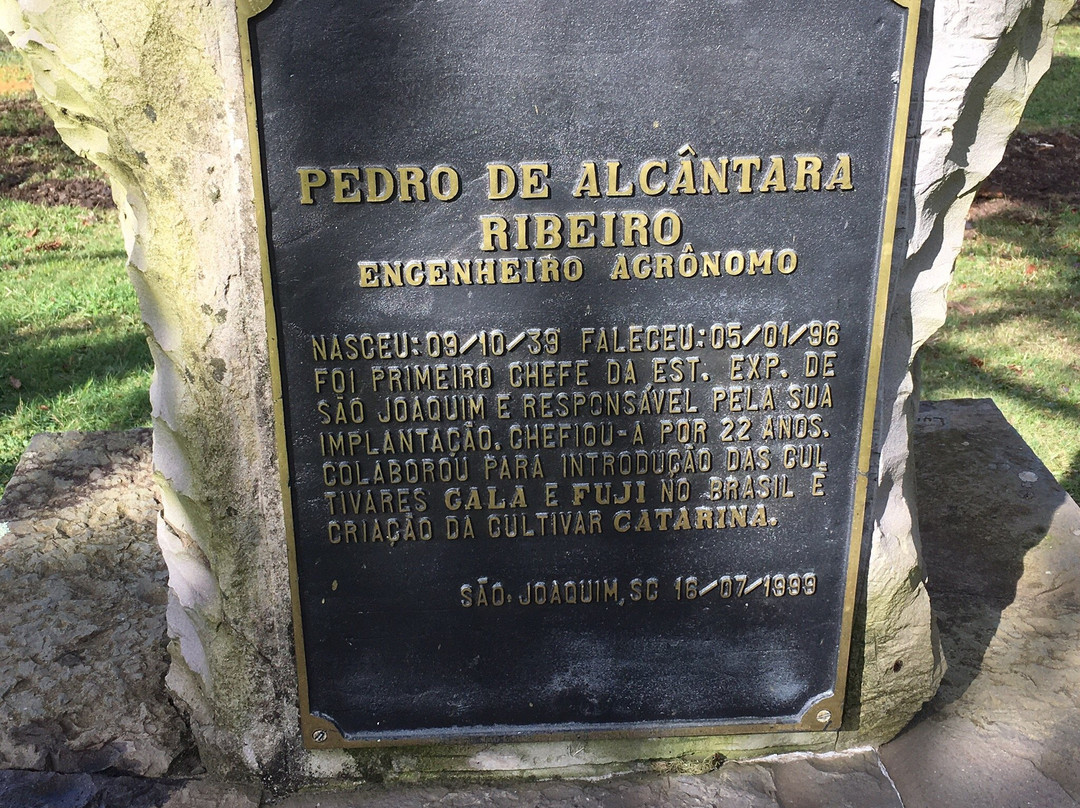 PEDRO DE ALCÂNTARA
RIBEIRO
ENGENHEIRO AGRÔNOMO
NASCEU: 09/10/39 FALECEU: 05/01/96
FOI PRIMEIRO CHEFE DA EST. EXP. DE
SÃO JOAQUIM E RESPONSÁVEL PELA SUA
IMPLANTAÇÃO. CHEFIOU-A POR 22 ANOS.
COLABOROU PARA INTRODUÇÃO DAS CUL
TIVARES GALA E FUJI NO BRASIL E
CRIAÇÃO DA CULTIVAR CATARINA.
SÃO JOAQUIM, SC 16/07/1999